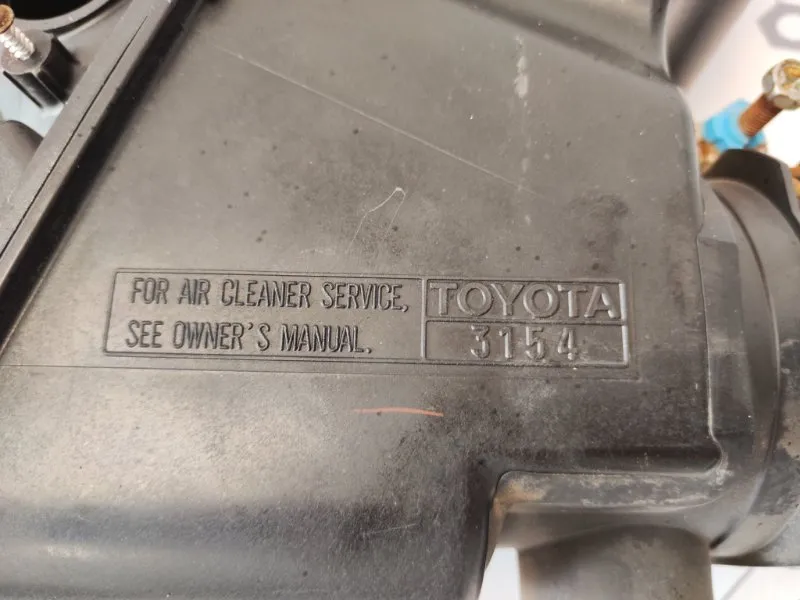 FOR AIR CLEANER SERVICE,
SEE OWNER'S MANUAL.
TOYOTA
3154